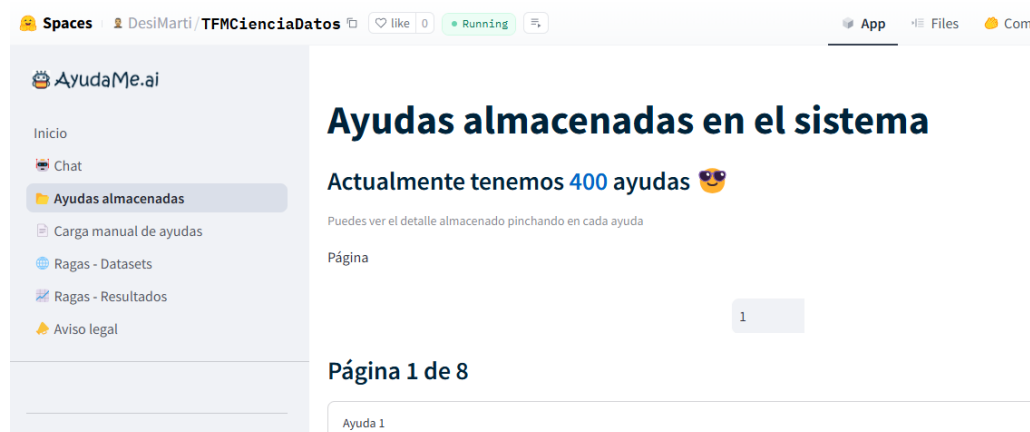 Spaces DesiMarti/TFMCienciaDatos like 0 Running App Files
AyudaMe.ai
Inicio
Chat
Ayudas almacenadas
Carga manual de ayudas
Ragas - Datasets
Ragas - Resultados
Aviso legal
Ayudas almacenadas en el sistema
Actualmente tenemos 400 ayudas
Puedes ver el detalle almacenado pinchando en cada ayuda
Página
1
Página 1 de 8
Ayuda 1